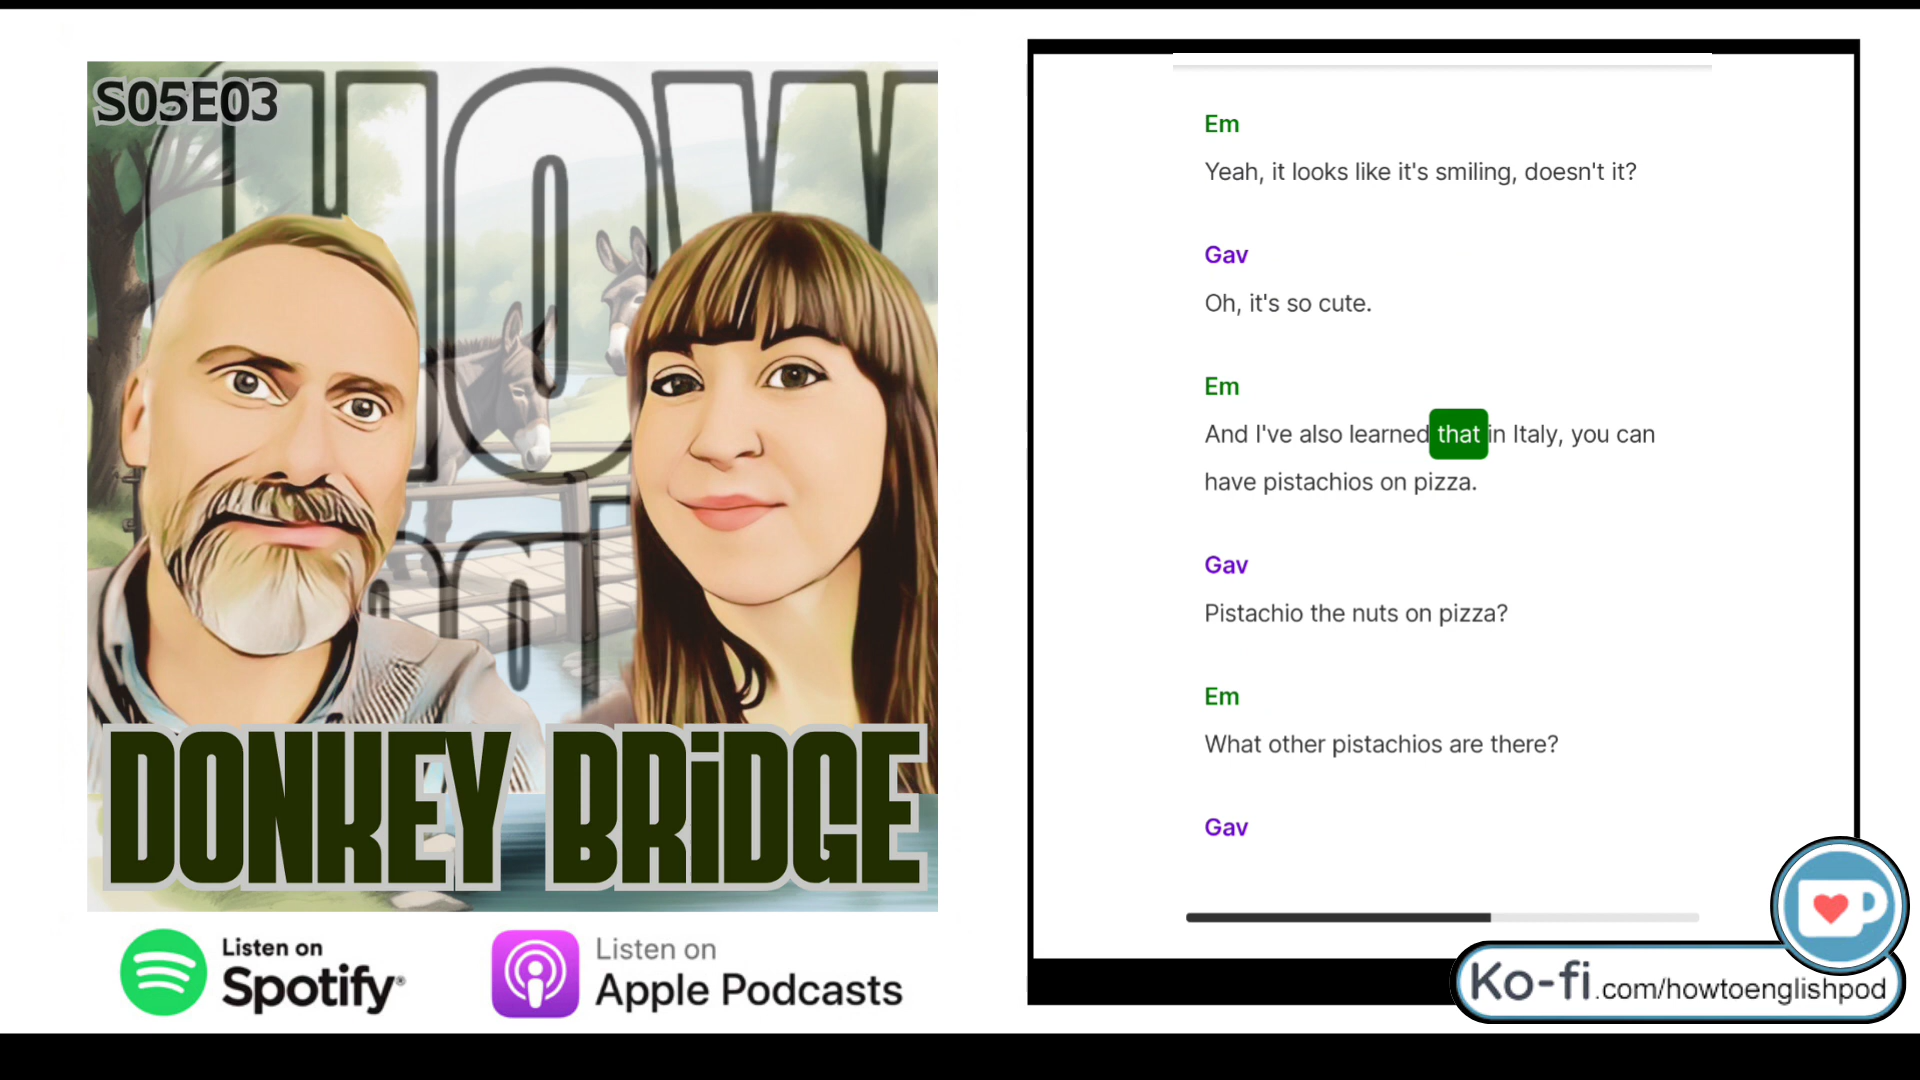 S05E03
HOW
to
DONKEY BRiDGE
Listen on
Spotify®
Listen on
Apple Podcasts
Em
Yeah, it looks like it's smiling, doesn't it?
Gav
Oh, it's so cute.
Em
And I've also learned that in Italy, you can
have pistachios on pizza.
Gav
Pistachio the nuts on pizza?
Em
What other pistachios are there?
Gav
Ko-fi.com/howtoenglishpod